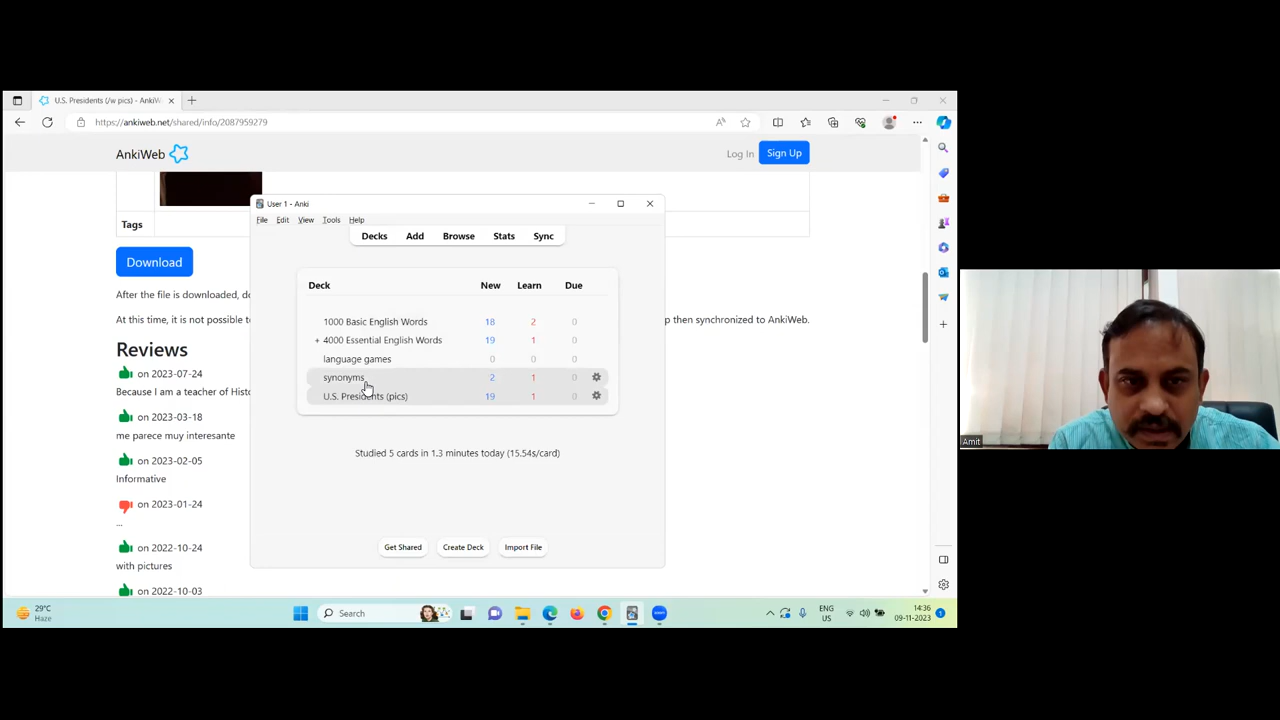 U.S. Presidents (/w pics) - AnkiW
https://ankiweb.net/shared/info/2087959279
AnkiWeb
Log In
Sign Up
Tags
Download
After the file is downloaded, d
At this time, it is not possible t
p then synchronized to AnkiWeb.
Reviews
on 2023-07-24
Because I am a teacher of Hist
on 2023-03-18
me parece muy interesante
on 2023-02-05
Informative
on 2023-01-24
...
on 2022-10-24
with pictures
on 2022-10-03
User 1 - Anki
File Edit View Tools Help
Decks Add Browse Stats Sync
Deck New Learn Due
1000 Basic English Words 18 2 0
+ 4000 Essential English Words 19 1 0
language games 0 0 0
synonyms 2 1 0
U.S. Presidents (pics) 19 1 0
Studied 5 cards in 1.3 minutes today (15.54s/card)
Get Shared Create Deck Import File
Amit
29°C
Haze
Search
ENG
US
14:36
09-11-2023
1